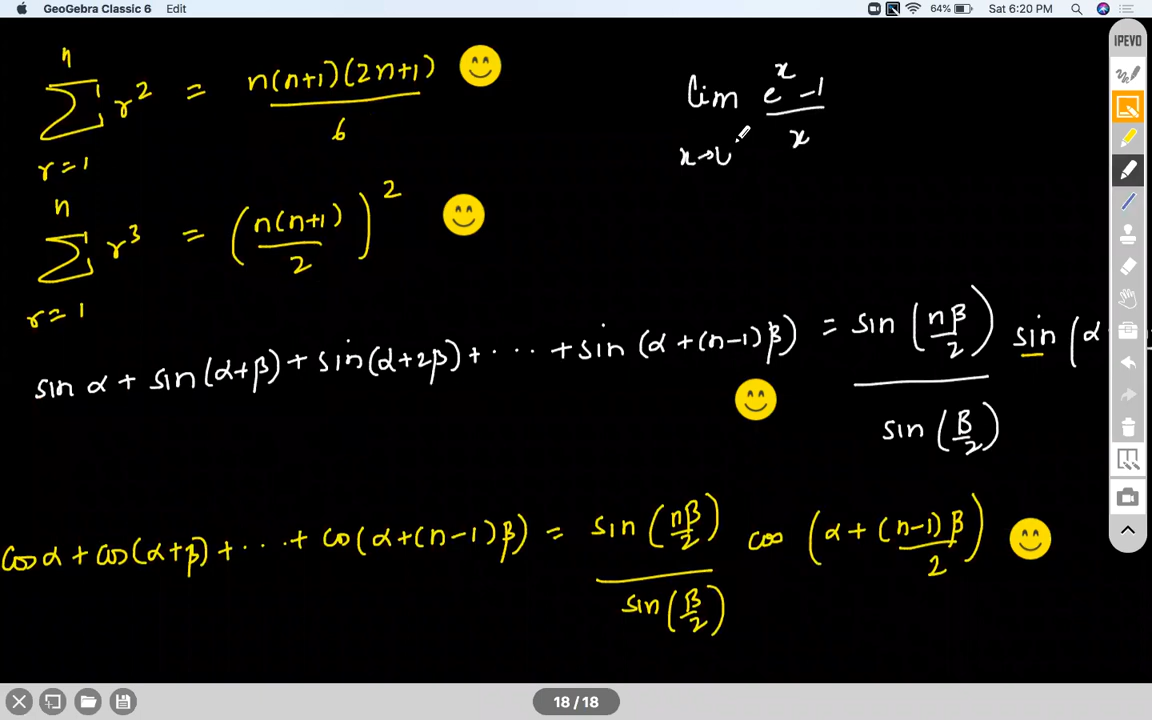 GeoGebra Classic 6 Edit 64% Sat 6:20 PM
IPEVO
n
∑ r² = n(n+1)(2n+1) / 6
r=1
lim e^x -1 / x
x→
n
∑ r³ = (n(n+1) / 2)²
r=1
sin α + sin(α+β) + sin(α+2β) + ... + sin (α + (n-1) β) = sin (nβ/2) / sin (β/2) sin (α
cos α + cos(α+β) + ... + cos(α + (n-1) β) = sin (nβ/2) / sin (β/2) cos (α + (n-1) β / 2)
18 / 18